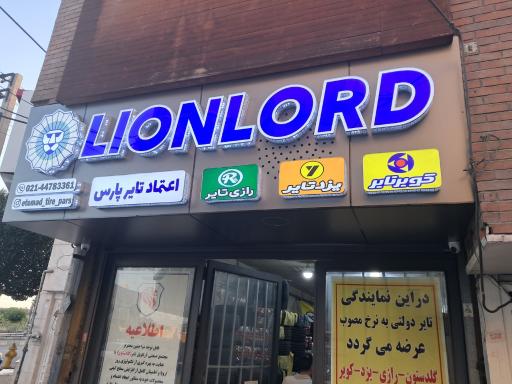 LIONLORD
021-44783361
etemad_tire_pars
اعتماد تایر پارس
R
رازی تایر
یزد تایر
کویر تایر
اطلاعیه
در این نمایندگی
تایر دولتی به نرخ مصوب
عرضه می گردد
گلدستون-رازی-یزد-کویر